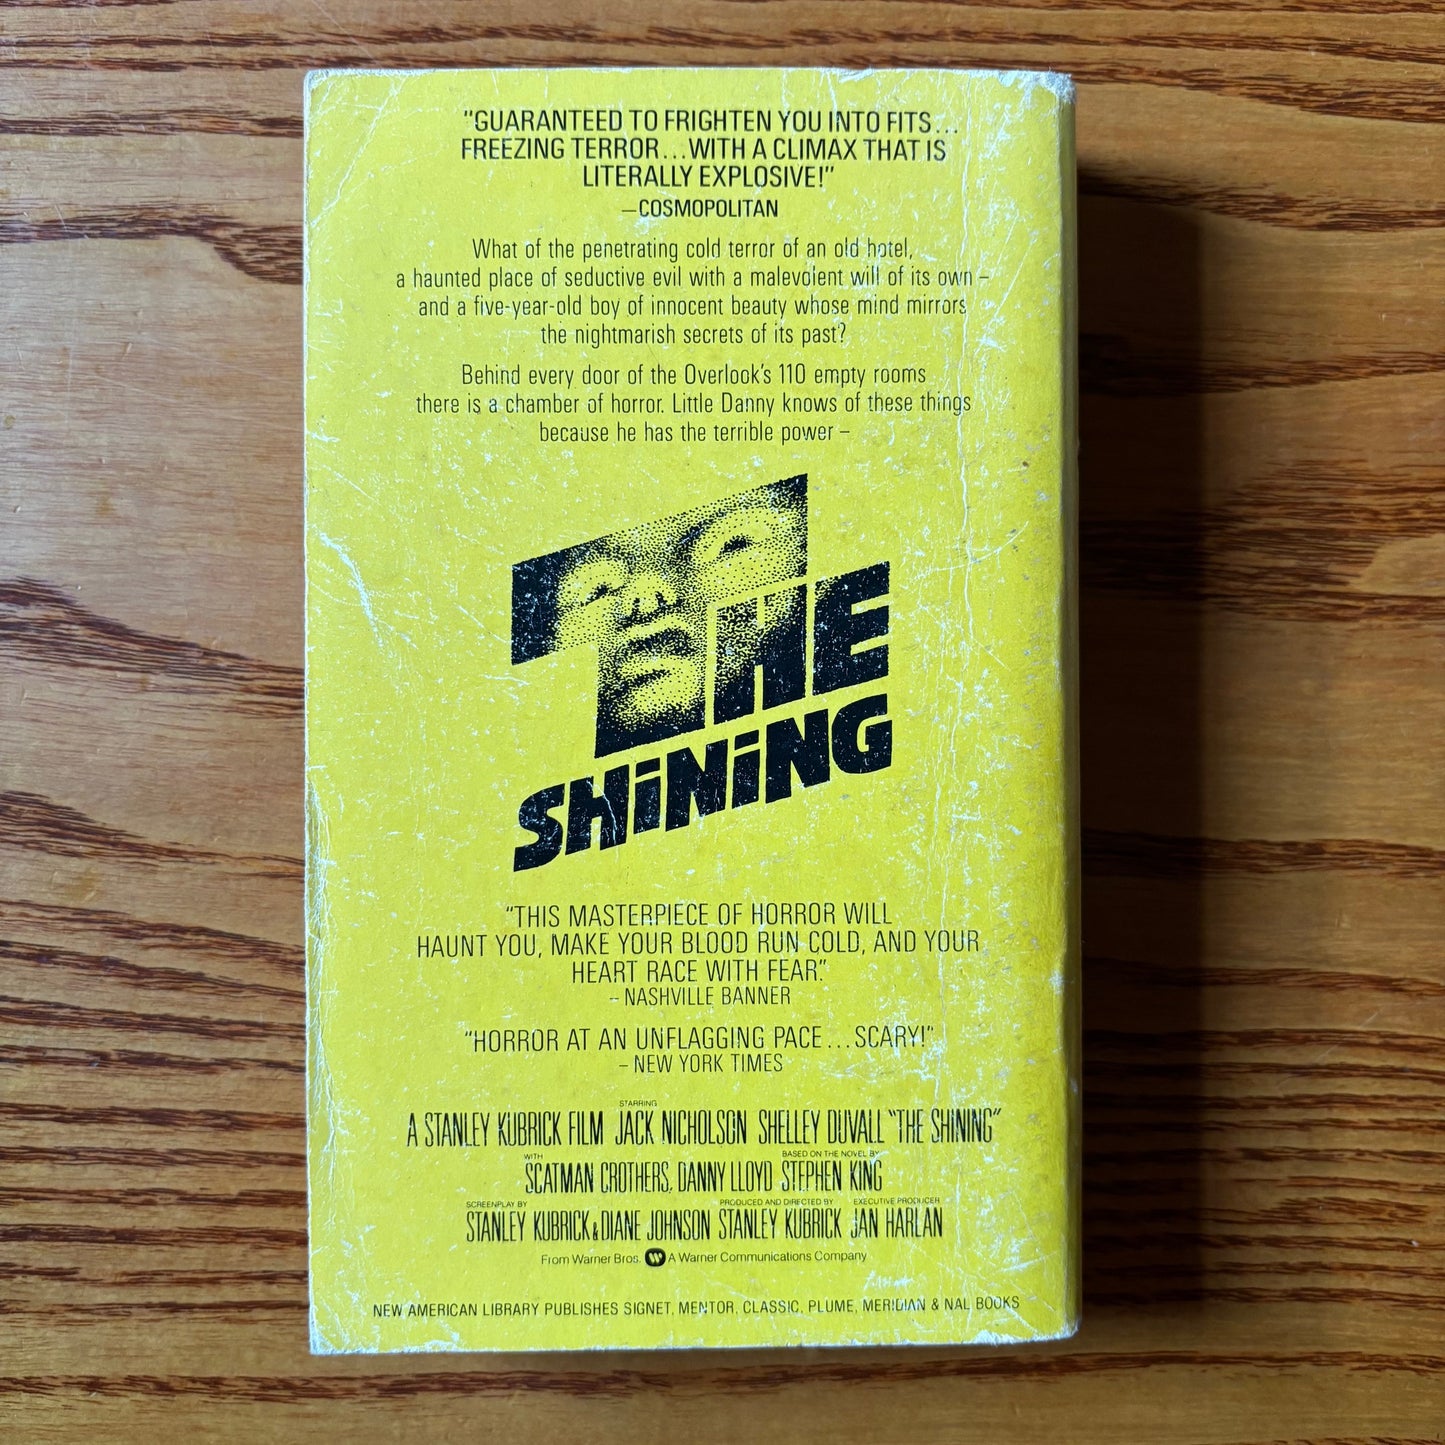 "GUARANTEED TO FRIGHTEN YOU INTO FITS...
FREEZING TERROR...WITH A CLIMAX THAT IS
LITERALLY EXPLOSIVE!"
—COSMOPOLITAN
What of the penetrating cold terror of an old hotel,
a haunted place of seductive evil with a malevolent will of its own –
and a five-year-old boy of innocent beauty whose mind mirrors
the nightmarish secrets of its past?
Behind every door of the Overlook's 110 empty rooms
there is a chamber of horror. Little Danny knows of these things
because he has the terrible power –
THE
SHiNiNG
"THIS MASTERPIECE OF HORROR WILL
HAUNT YOU, MAKE YOUR BLOOD RUN COLD, AND YOUR
HEART RACE WITH FEAR."
– NASHVILLE BANNER
"HORROR AT AN UNFLAGGING PACE...SCARY!"
– NEW YORK TIMES
STARRING
A STANLEY KUBRICK FILM JACK NICHOLSON SHELLEY DUVALL "THE SHINING"
WITH BASED ON THE NOVEL BY
SCATMAN CROTHERS, DANNY LLOYD STEPHEN KING
SCREENPLAY BY PRODUCED AND DIRECTED BY EXECUTIVE PRODUCER
STANLEY KUBRICK & DIANE JOHNSON STANLEY KUBRICK JAN HARLAN
From Warner Bros. W A Warner Communications Company
NEW AMERICAN LIBRARY PUBLISHES SIGNET, MENTOR, CLASSIC, PLUME, MERIDIAN & NAL BOOKS